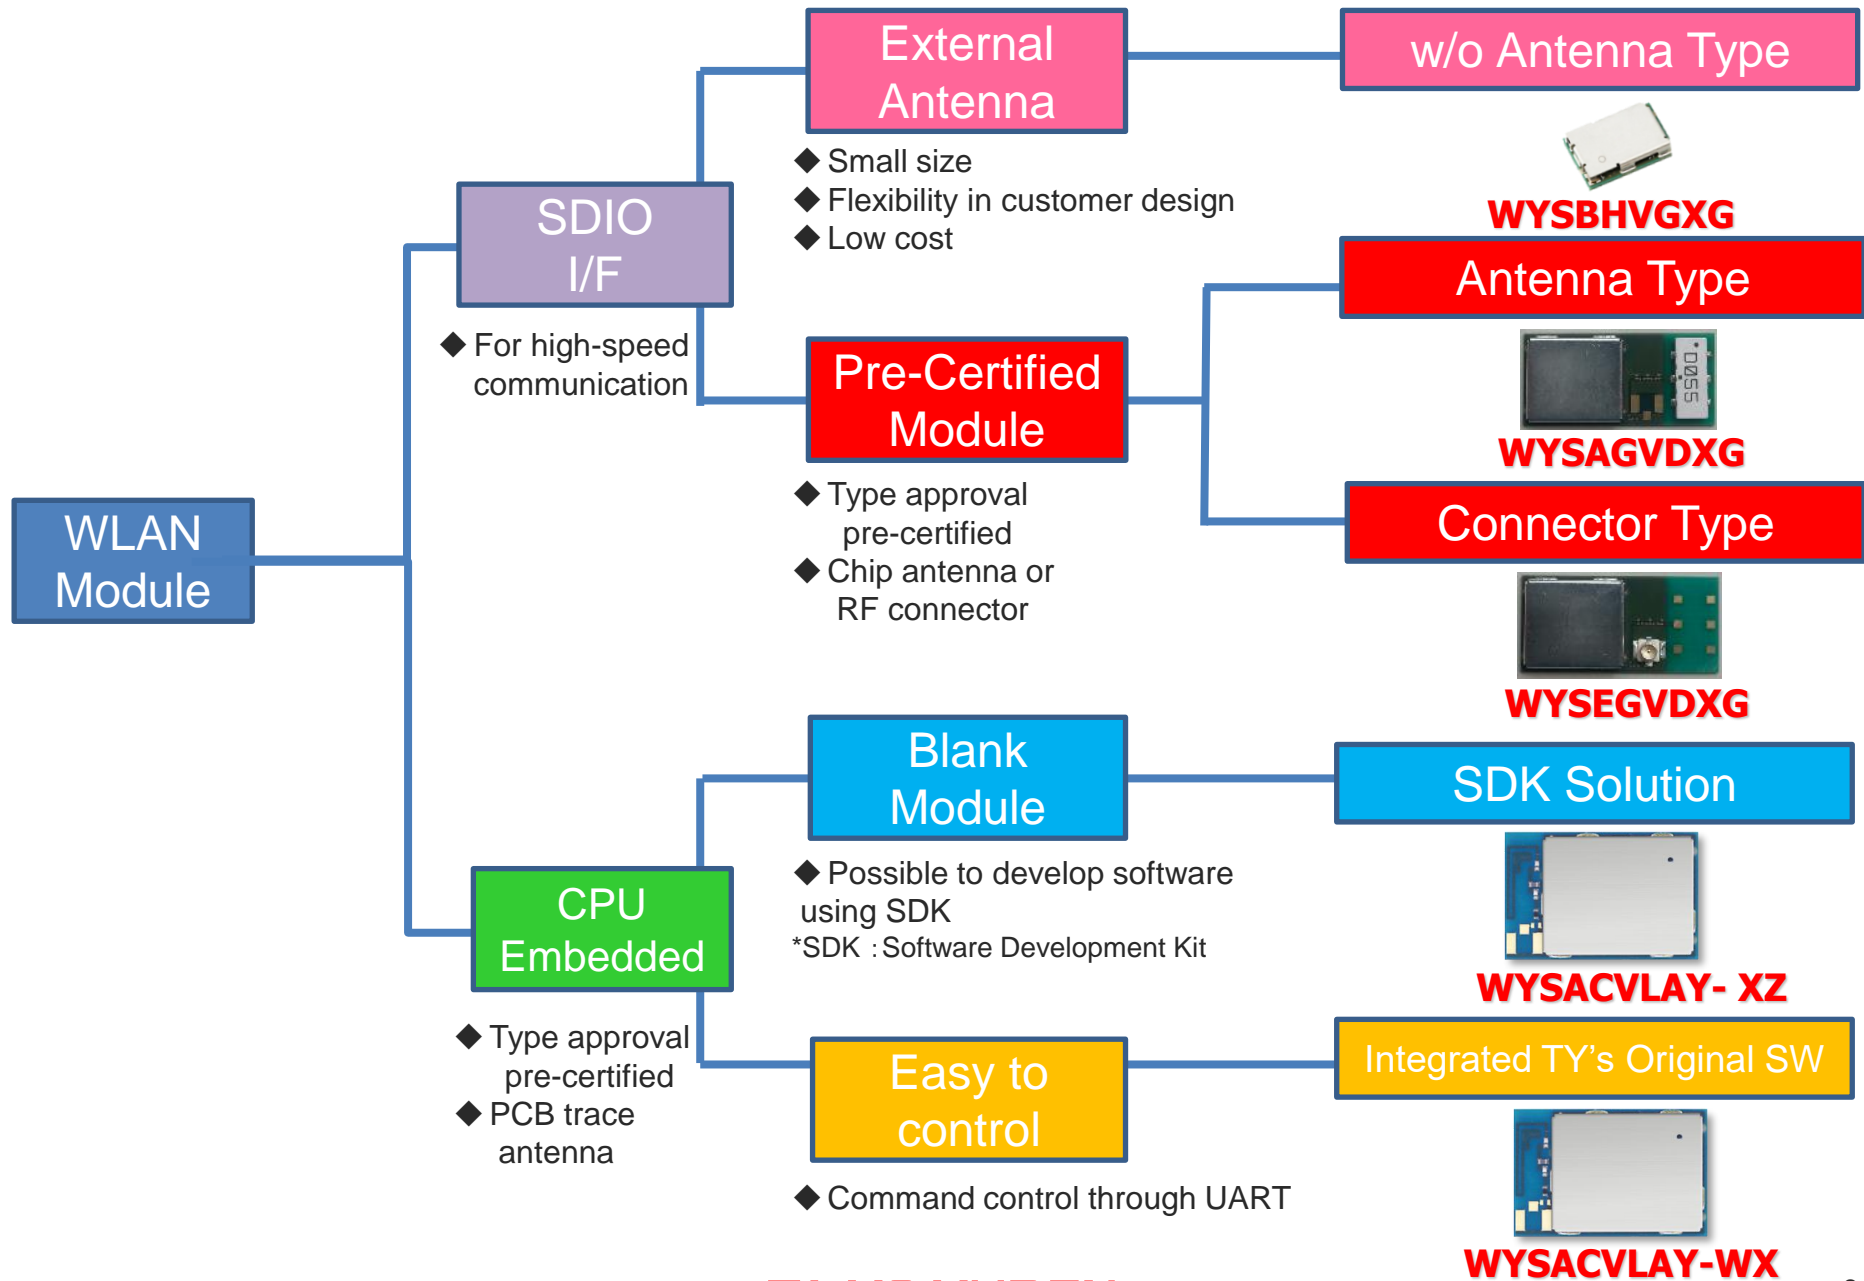 WLAN
Module
SDIO
I/F
◆ For high-speed
communication
External
Antenna
◆ Small size
◆ Flexibility in customer design
◆ Low cost
w/o Antenna Type
WYSBHVGXG
Pre-Certified
Module
◆ Type approval
pre-certified
◆ Chip antenna or
RF connector
Antenna Type
D055
WYSAGVDXG
Connector Type
WYSEGVDXG
CPU
Embedded
◆ Type approval
pre-certified
◆ PCB trace
antenna
Blank
Module
◆ Possible to develop software
using SDK
*SDK : Software Development Kit
SDK Solution
WYSACVLAY- XZ
Easy to
control
◆ Command control through UART
Integrated TY's Original SW
WYSACVLAY-WX